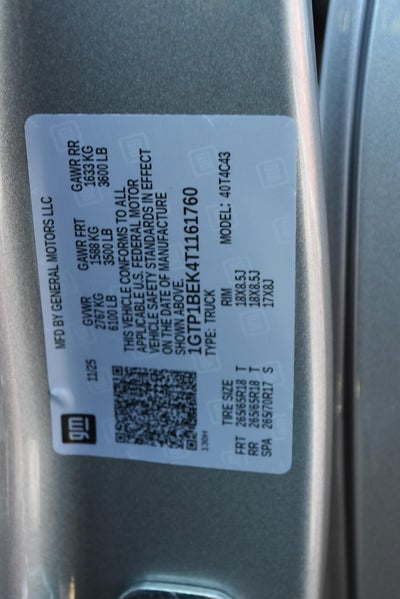 gm
MFD BY GENERAL MOTORS LLC
11/25 GVWR GAWR FRT GAWR RR
2767 KG 1588 KG 1633 KG
6100 LB 3500 LB 3600 LB
THIS VEHICLE CONFORMS TO ALL
APPLICABLE U.S. FEDERAL MOTOR
VEHICLE SAFETY STANDARDS IN EFFECT
ON THE DATE OF MANUFACTURE
SHOWN ABOVE.
1GTP1BEK4T1161760
TYPE: TRUCK MODEL: 40T4C43
TIRE SIZE RIM
FRT 265/65R18 T 18X8.5J
RR 265/65R18 T 18X8.5J
SPA 265/70R17 S 17X8J